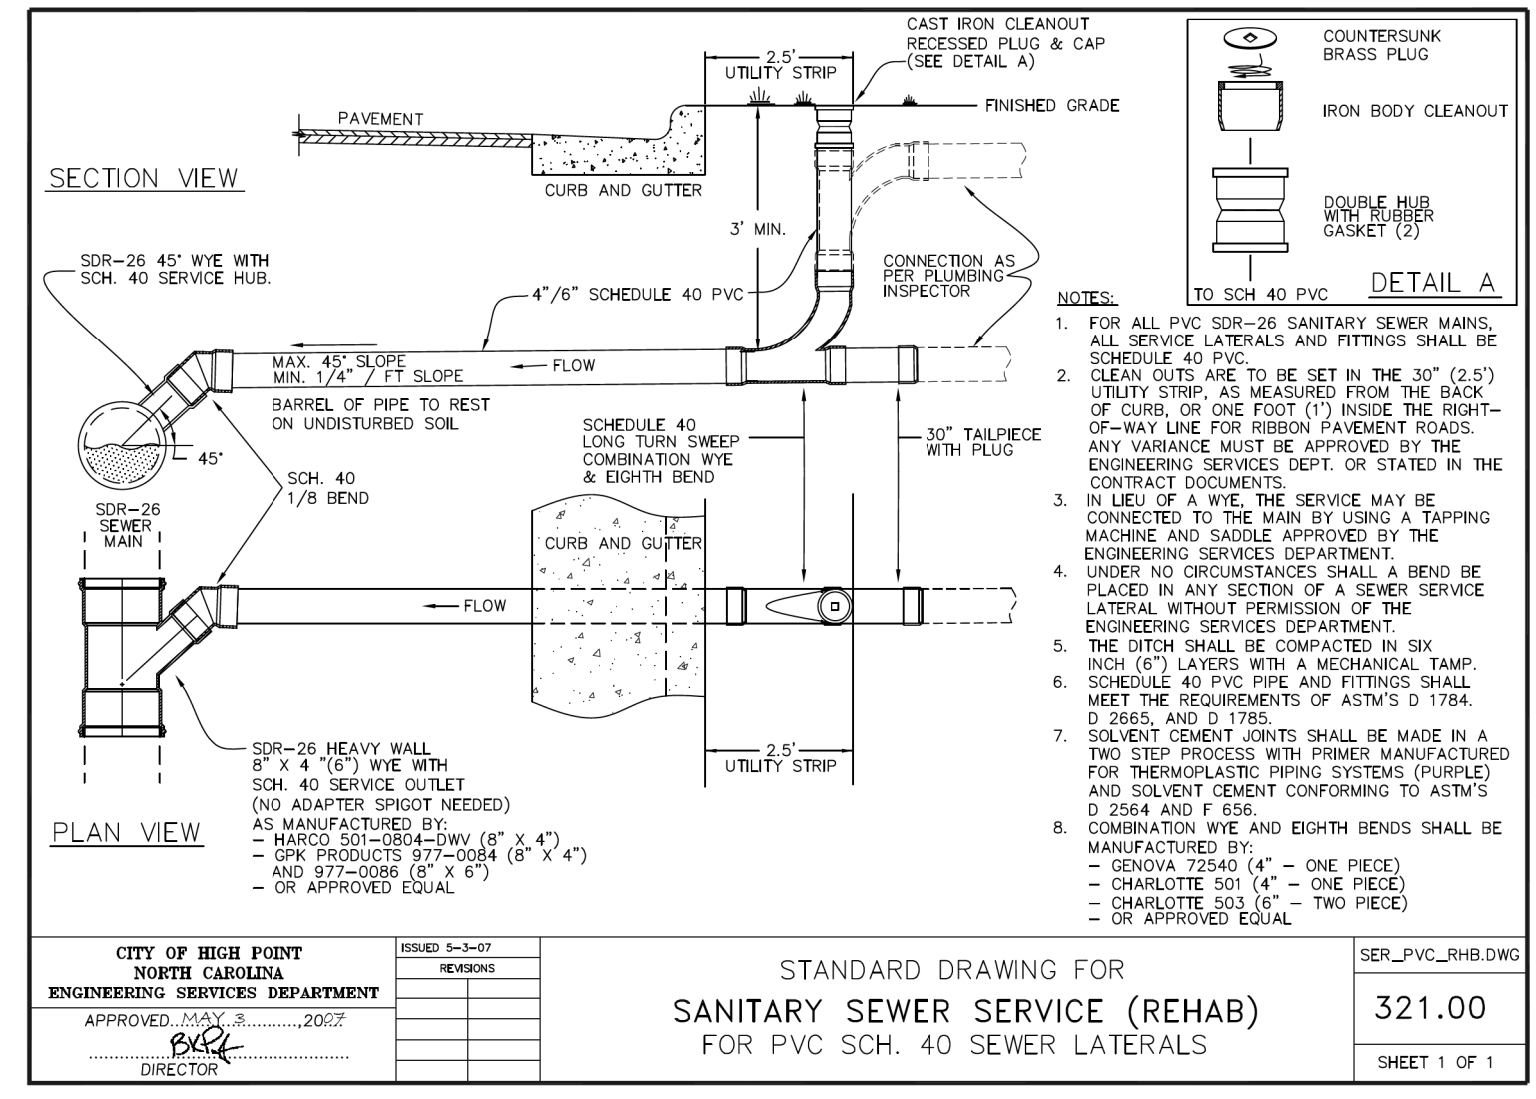 CAST IRON CLEANOUT
RECESSED PLUG & CAP
(SEE DETAIL A)
2.5'
UTILITY STRIP
FINISHED GRADE
PAVEMENT
SECTION VIEW
CURB AND GUTTER
3' MIN.
SDR-26 45° WYE WITH
SCH. 40 SERVICE HUB.
4"/6" SCHEDULE 40 PVC
CONNECTION AS
PER PLUMBING
INSPECTOR
MAX. 45° SLOPE
MIN. 1/4" / FT SLOPE
FLOW
BARREL OF PIPE TO REST
ON UNDISTURBED SOIL
45°
SCHEDULE 40
LONG TURN SWEEP
COMBINATION WYE
& EIGHTH BEND
30" TAILPIECE
WITH PLUG
SCH. 40
1/8 BEND
SDR-26
SEWER
MAIN
CURB AND GUTTER
FLOW
2.5'
UTILITY STRIP
SDR-26 HEAVY WALL
8" X 4 "(6") WYE WITH
SCH. 40 SERVICE OUTLET
(NO ADAPTER SPIGOT NEEDED)
AS MANUFACTURED BY:
- HARCO 501-0804-DWV (8" X 4")
- GPK PRODUCTS 977-0084 (8" X 4")
AND 977-0086 (8" X 6")
- OR APPROVED EQUAL
PLAN VIEW
COUNTERSUNK
BRASS PLUG
IRON BODY CLEANOUT
DOUBLE HUB
WITH RUBBER
GASKET (2)
TO SCH 40 PVC
DETAIL A
NOTES:
1. FOR ALL PVC SDR-26 SANITARY SEWER MAINS,
ALL SERVICE LATERALS AND FITTINGS SHALL BE
SCHEDULE 40 PVC.
2. CLEAN OUTS ARE TO BE SET IN THE 30" (2.5')
UTILITY STRIP, AS MEASURED FROM THE BACK
OF CURB, OR ONE FOOT (1') INSIDE THE RIGHT-
OF-WAY LINE FOR RIBBON PAVEMENT ROADS.
ANY VARIANCE MUST BE APPROVED BY THE
ENGINEERING SERVICES DEPT. OR STATED IN THE
CONTRACT DOCUMENTS.
3. IN LIEU OF A WYE, THE SERVICE MAY BE
CONNECTED TO THE MAIN BY USING A TAPPING
MACHINE AND SADDLE APPROVED BY THE
ENGINEERING SERVICES DEPARTMENT.
4. UNDER NO CIRCUMSTANCES SHALL A BEND BE
PLACED IN ANY SECTION OF A SEWER SERVICE
LATERAL WITHOUT PERMISSION OF THE
ENGINEERING SERVICES DEPARTMENT.
5. THE DITCH SHALL BE COMPACTED IN SIX
INCH (6") LAYERS WITH A MECHANICAL TAMP.
6. SCHEDULE 40 PVC PIPE AND FITTINGS SHALL
MEET THE REQUIREMENTS OF ASTM'S D 1784.
D 2665, AND D 1785.
7. SOLVENT CEMENT JOINTS SHALL BE MADE IN A
TWO STEP PROCESS WITH PRIMER MANUFACTURED
FOR THERMOPLASTIC PIPING SYSTEMS (PURPLE)
AND SOLVENT CEMENT CONFORMING TO ASTM'S
D 2564 AND F 656.
8. COMBINATION WYE AND EIGHTH BENDS SHALL BE
MANUFACTURED BY:
- GENOVA 72540 (4" - ONE PIECE)
- CHARLOTTE 501 (4" - ONE PIECE)
- CHARLOTTE 503 (6" - TWO PIECE)
- OR APPROVED EQUAL
CITY OF HIGH POINT
NORTH CAROLINA
ENGINEERING SERVICES DEPARTMENT
APPROVED MAY 3, 2007
DIRECTOR
ISSUED 5-3-07
REVISIONS
STANDARD DRAWING FOR
SANITARY SEWER SERVICE (REHAB)
FOR PVC SCH. 40 SEWER LATERALS
SER_PVC_RHB.DWG
321.00
SHEET 1 OF 1